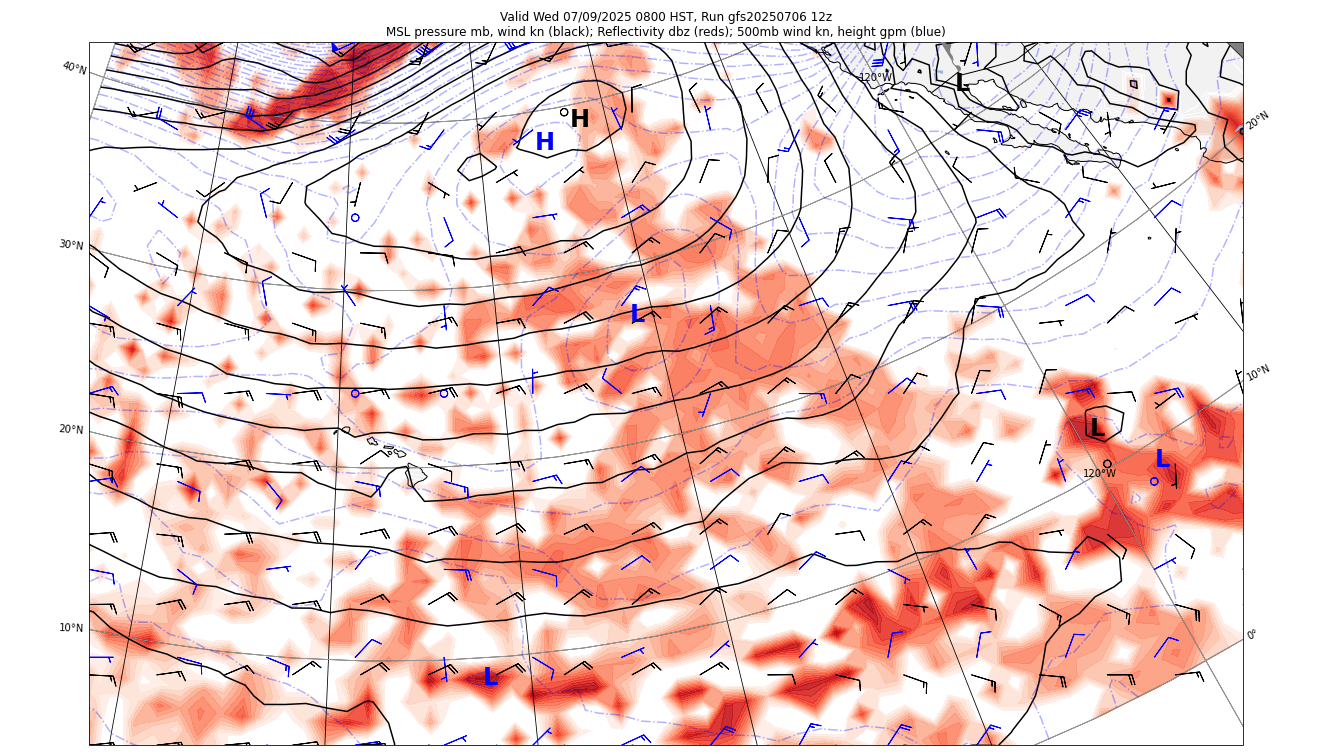 Valid Wed 07/09/2025 0800 HST, Run gfs20250706 12z
MSL pressure mb, wind kn (black); Reflectivity dbz (reds); 500mb wind kn, height gpm (blue)
40°N
120°W
L
H
H
20°N
30°N
L
10°N
20°N
L
L
120°W
10°N
0°
L